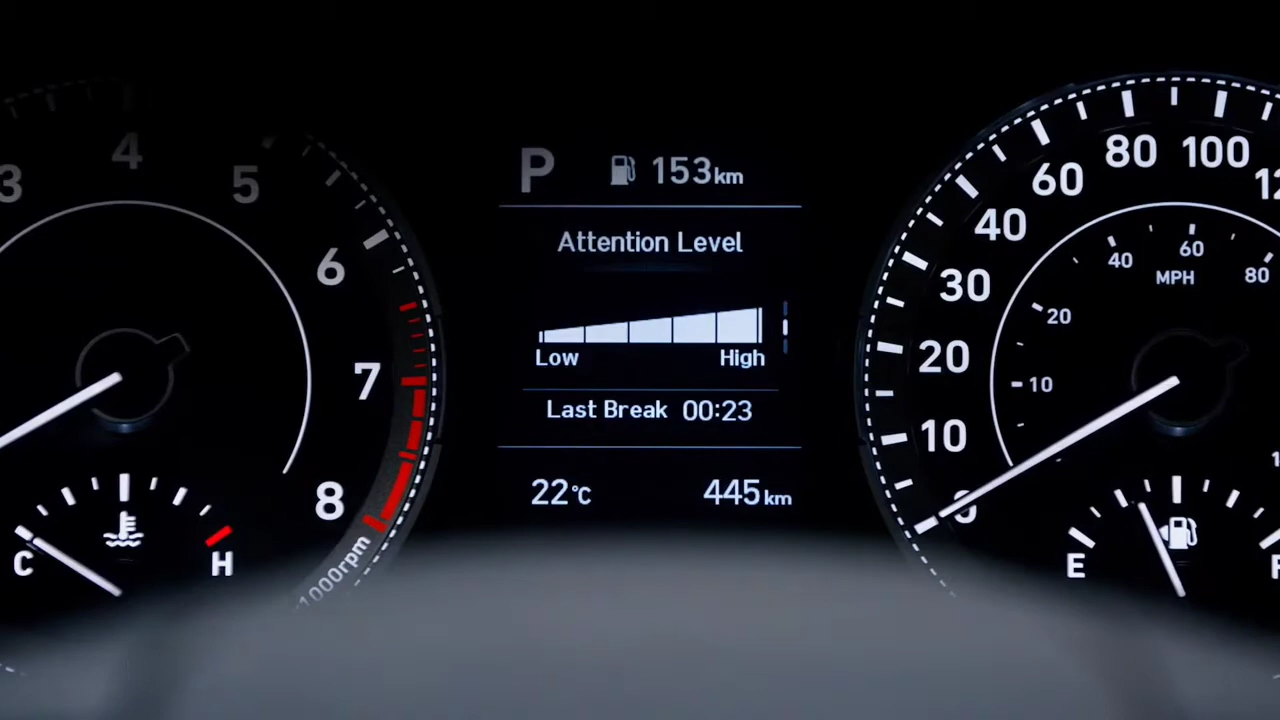 3
4
5
6
7
8
1000rpm
C
H
P 153km
Attention Level
Low High
Last Break 00:23
22°C 445km
0
10
20
30
40
60
80
100
10
20
40
60
80
MPH
E